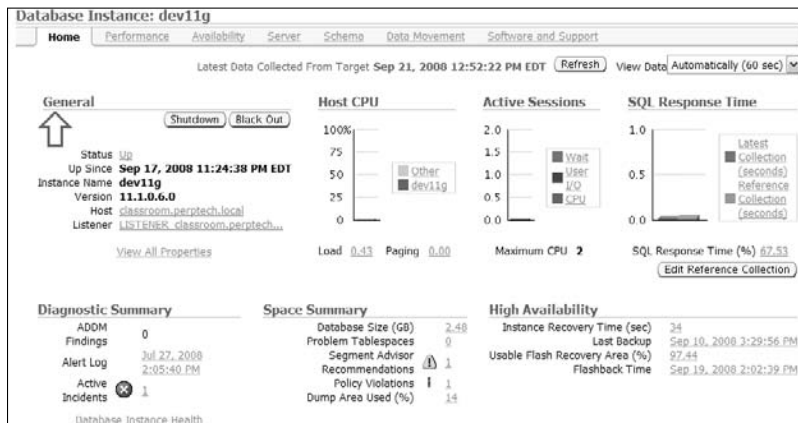 Database Instance: dev11g
Home Performance Availability Server Schema Data Movement Software and Support
Latest Data Collected From Target Sep 21, 2008 12:52:22 PM EDT Refresh View Data Automatically (60 sec)
General
Shutdown Black Out
Status Up
Up Since Sep 17, 2008 11:24:38 PM EDT
Instance Name dev11g
Version 11.1.0.6.0
Host classroom.perptech.local
Listener LISTENER_classroom.perptech...
View All Properties
Host CPU
100%
75
50
25
0
Other
dev11g
Load 0.43 Paging 0.00
Active Sessions
2.0
1.5
1.0
0.5
0.0
Wait
User
I/O
CPU
Maximum CPU 2
SQL Response Time
1.0
0.0
Latest
Collection
(seconds)
Reference
Collection
(seconds)
SQL Response Time (%) 67.53
Edit Reference Collection
Diagnostic Summary
ADDM
Findings 0
Alert Log Jul 27, 2008
2:05:40 PM
Active
Incidents 1
Database Instance Health
Space Summary
Database Size (GB) 2.48
Problem Tablespaces 0
Segment Advisor
Recommendations 1
Policy Violations 1
Dump Area Used (%) 14
High Availability
Instance Recovery Time (sec) 34
Last Backup Sep 10, 2008 3:29:56 PM
Usable Flash Recovery Area (%) 97.44
Flashback Time Sep 19, 2008 2:02:39 PM